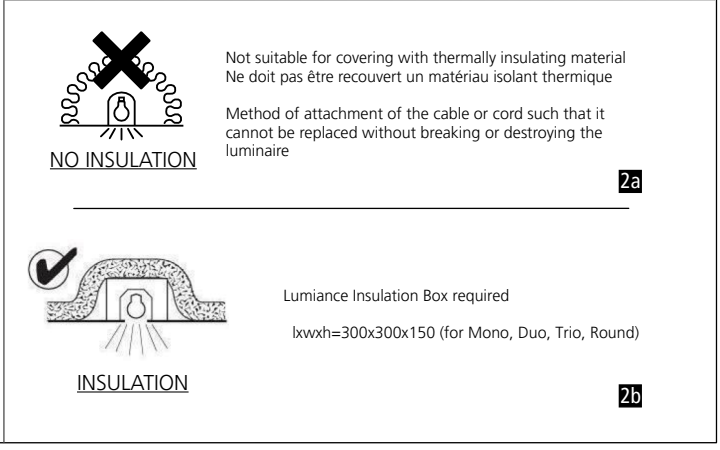 Not suitable for covering with thermally insulating material
Ne doit pas être recouvert un matériau isolant thermique
Method of attachment of the cable or cord such that it
cannot be replaced without breaking or destroying the
luminaire
NO INSULATION
2a
Lumiance Insulation Box required
lxwxh=300x300x150 (for Mono, Duo, Trio, Round)
INSULATION
2b